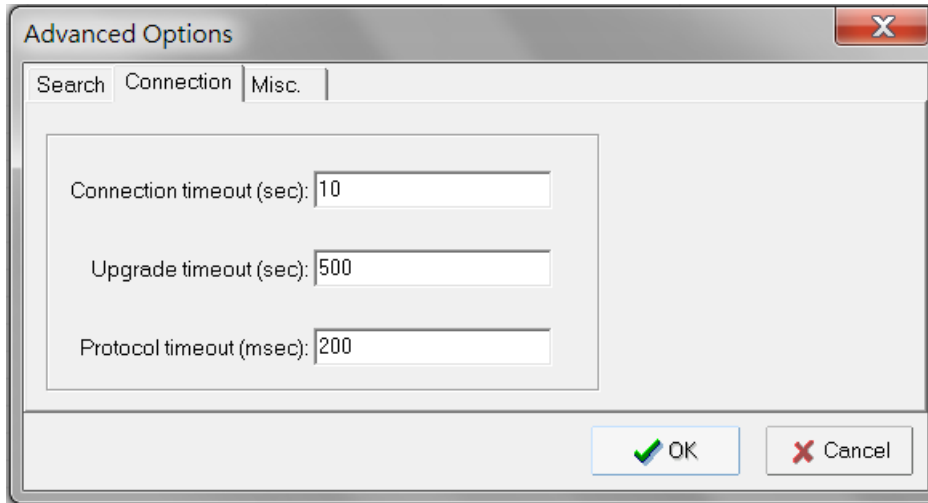 Advanced Options
Search Connection Misc.
Connection timeout (sec): 10
Upgrade timeout (sec): 500
Protocol timeout (msec): 200
OK Cancel